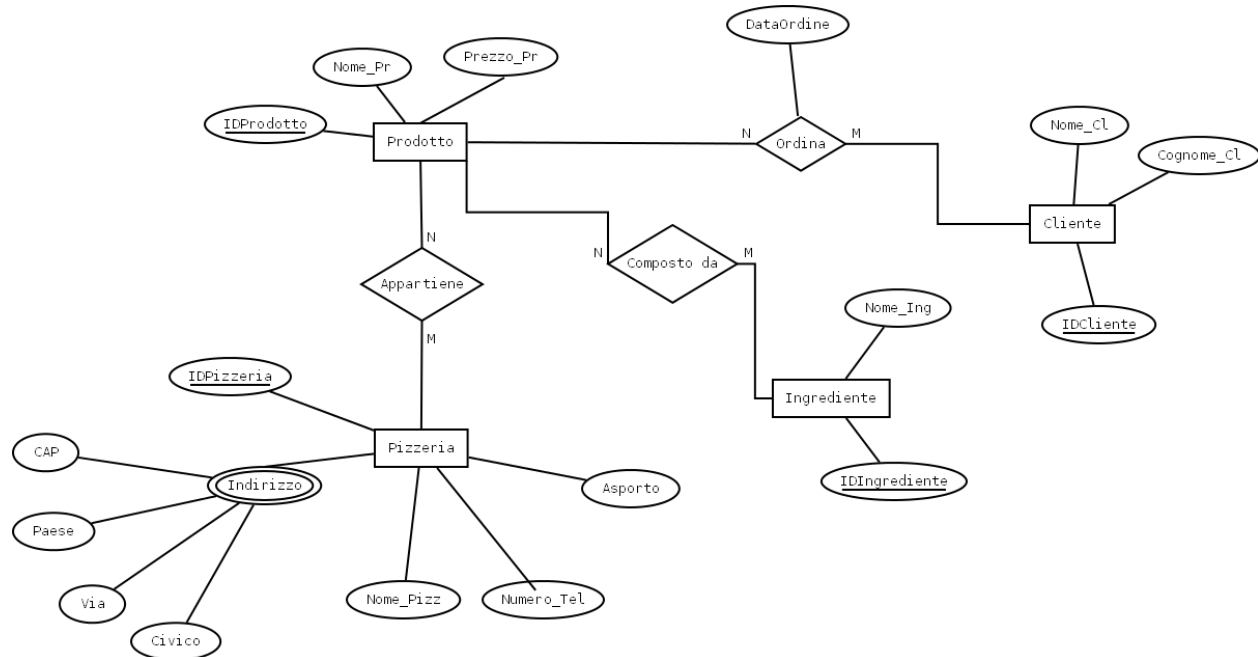 DataOrdine
Nome_Pr
Prezzo_Pr
IDProdotto
Prodotto
N
Ordina
M
Nome_Cl
Cognome_Cl
Cliente
IDCliente
N
Appartiene
M
N
Composto da
M
Nome_Ing
Ingrediente
IDIngrediente
IDPizzeria
Pizzeria
CAP
Indirizzo
Asporto
Paese
Via
Civico
Nome_Pizz
Numero_Tel